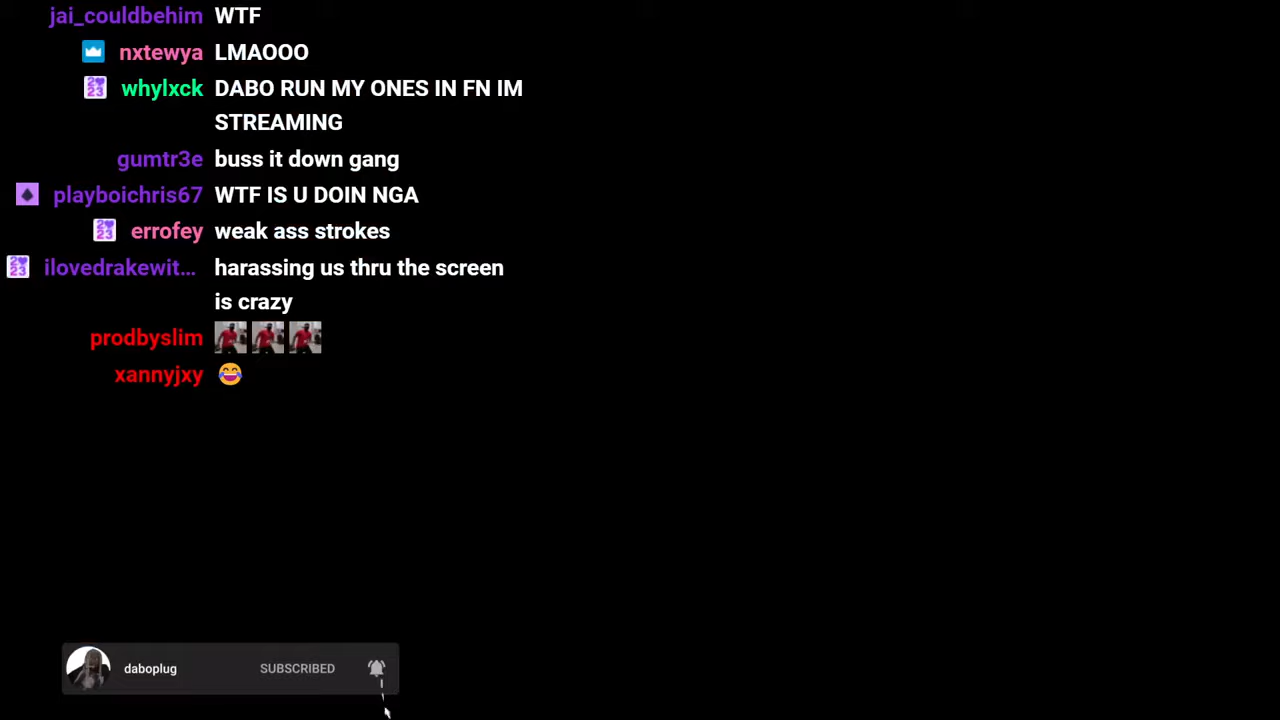 jai_couldbehim WTF
nxtewya LMAOOO
whylxck DABO RUN MY ONES IN FN IM
STREAMING
gumtr3e buss it down gang
playboichris67 WTF IS U DOIN NGA
errofey weak ass strokes
ilovedrakewit... harassing us thru the screen
is crazy
prodbyslim
xannyjxy 😂
daboplug SUBSCRIBED